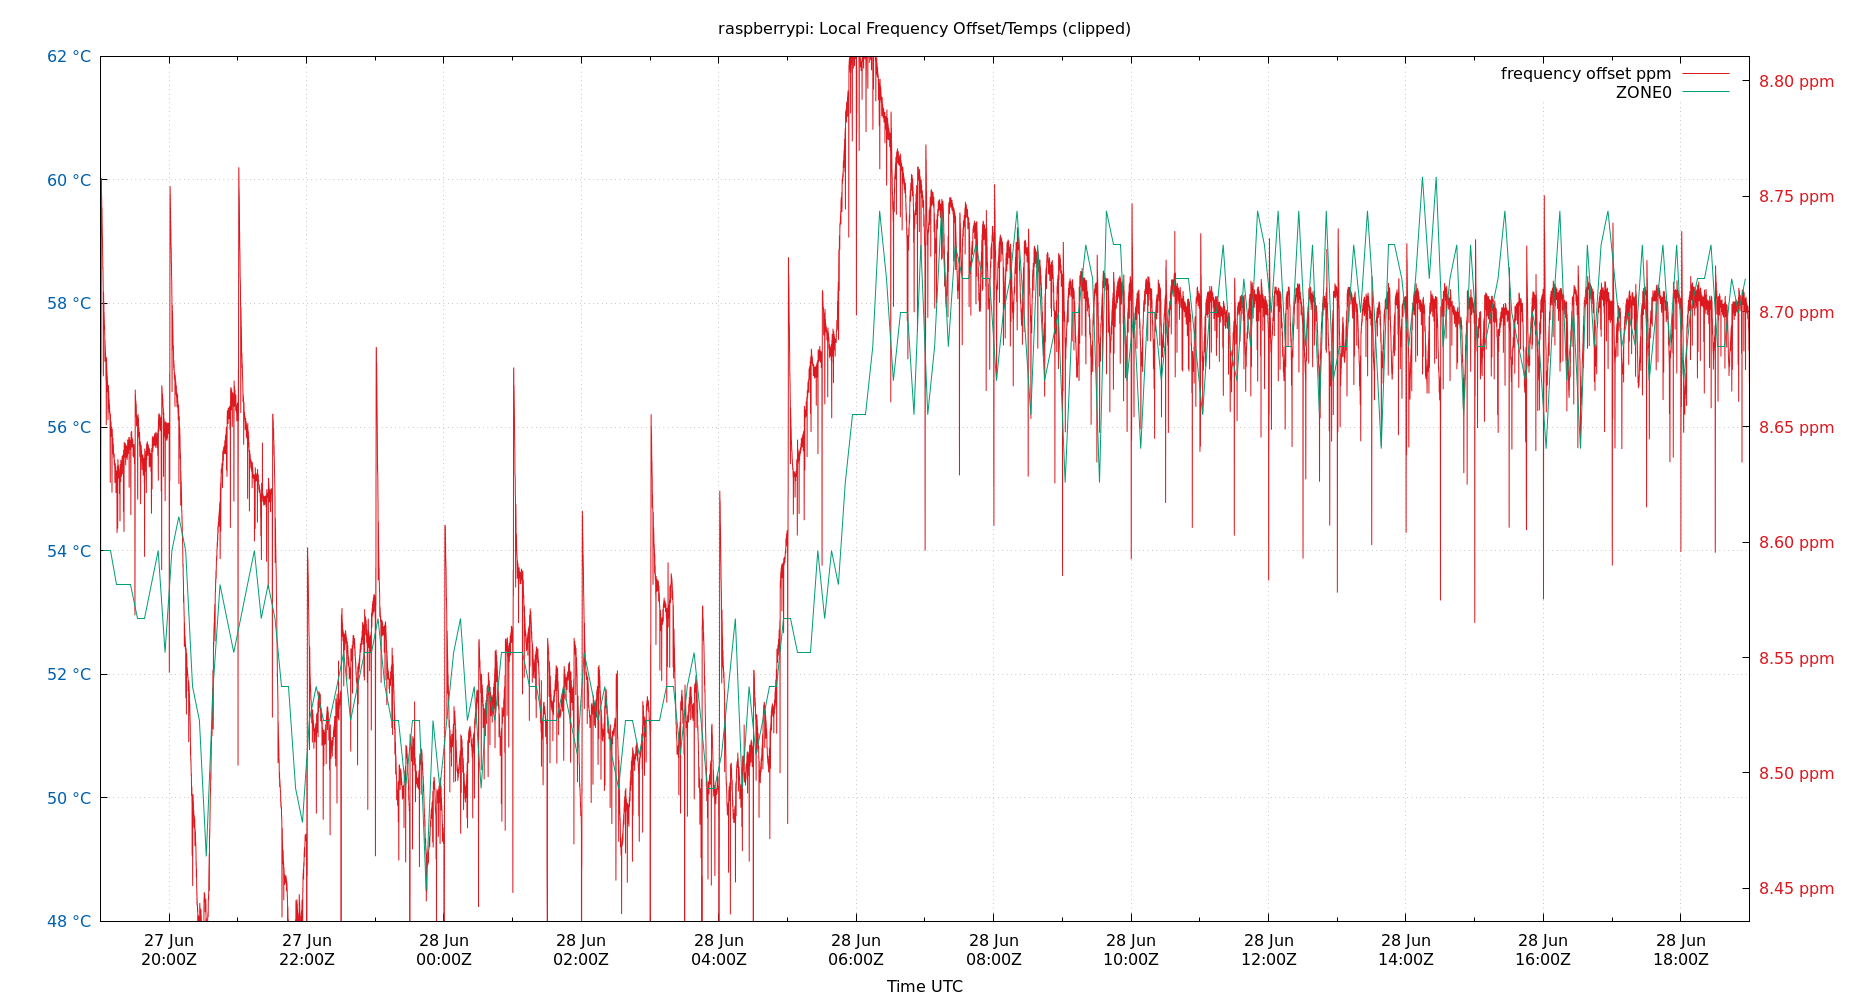 raspberrypi: Local Frequency Offset/Temps (clipped)
frequency offset ppm
ZONE0
62 °C
60 °C
58 °C
56 °C
54 °C
52 °C
50 °C
48 °C
8.80 ppm
8.75 ppm
8.70 ppm
8.65 ppm
8.60 ppm
8.55 ppm
8.50 ppm
8.45 ppm
27 Jun
20:00Z
27 Jun
22:00Z
28 Jun
00:00Z
28 Jun
02:00Z
28 Jun
04:00Z
28 Jun
06:00Z
28 Jun
08:00Z
28 Jun
10:00Z
28 Jun
12:00Z
28 Jun
14:00Z
28 Jun
16:00Z
28 Jun
18:00Z
Time UTC